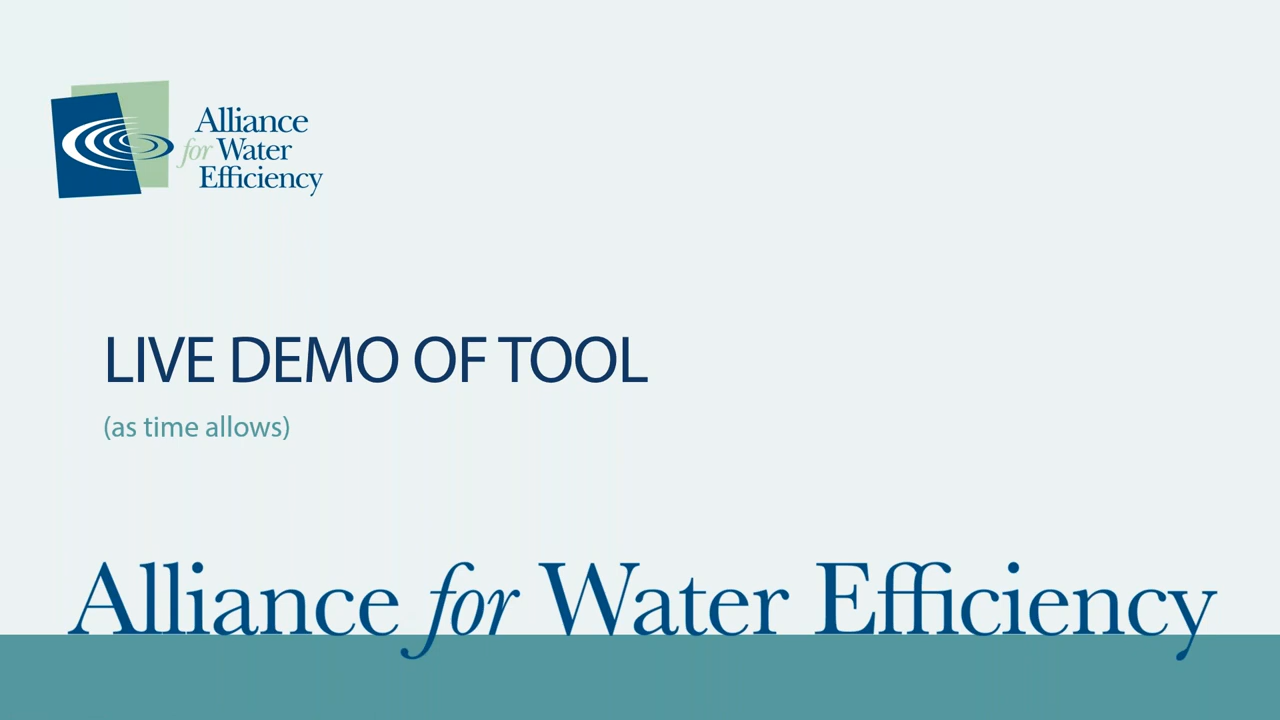 Alliance
for Water
Efficiency
LIVE DEMO OF TOOL
(as time allows)
Alliance for Water Efficiency